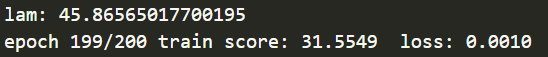 lam: 45.86565017700195
epoch 199/200 train score: 31.5549  loss: 0.0010